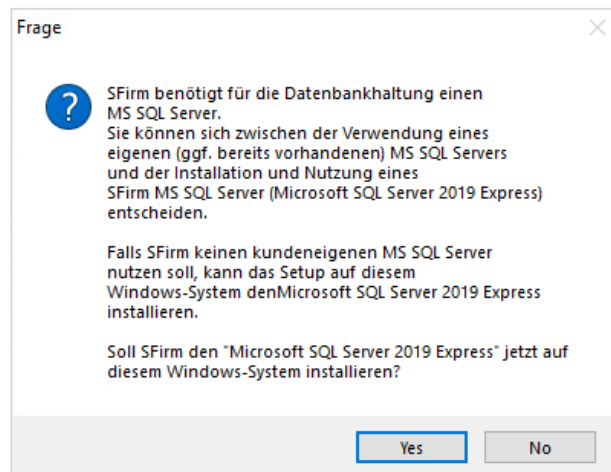 Frage
?
SFirm benötigt für die Datenbankhaltung einen
MS SQL Server.
Sie können sich zwischen der Verwendung eines
eigenen (ggf. bereits vorhandenen) MS SQL Servers
und der Installation und Nutzung eines
SFirm MS SQL Server (Microsoft SQL Server 2019 Express)
entscheiden.
Falls SFirm keinen kundeneigenen MS SQL Server
nutzen soll, kann das Setup auf diesem
Windows-System denMicrosoft SQL Server 2019 Express
installieren.
Soll SFirm den "Microsoft SQL Server 2019 Express" jetzt auf
diesem Windows-System installieren?
Yes
No